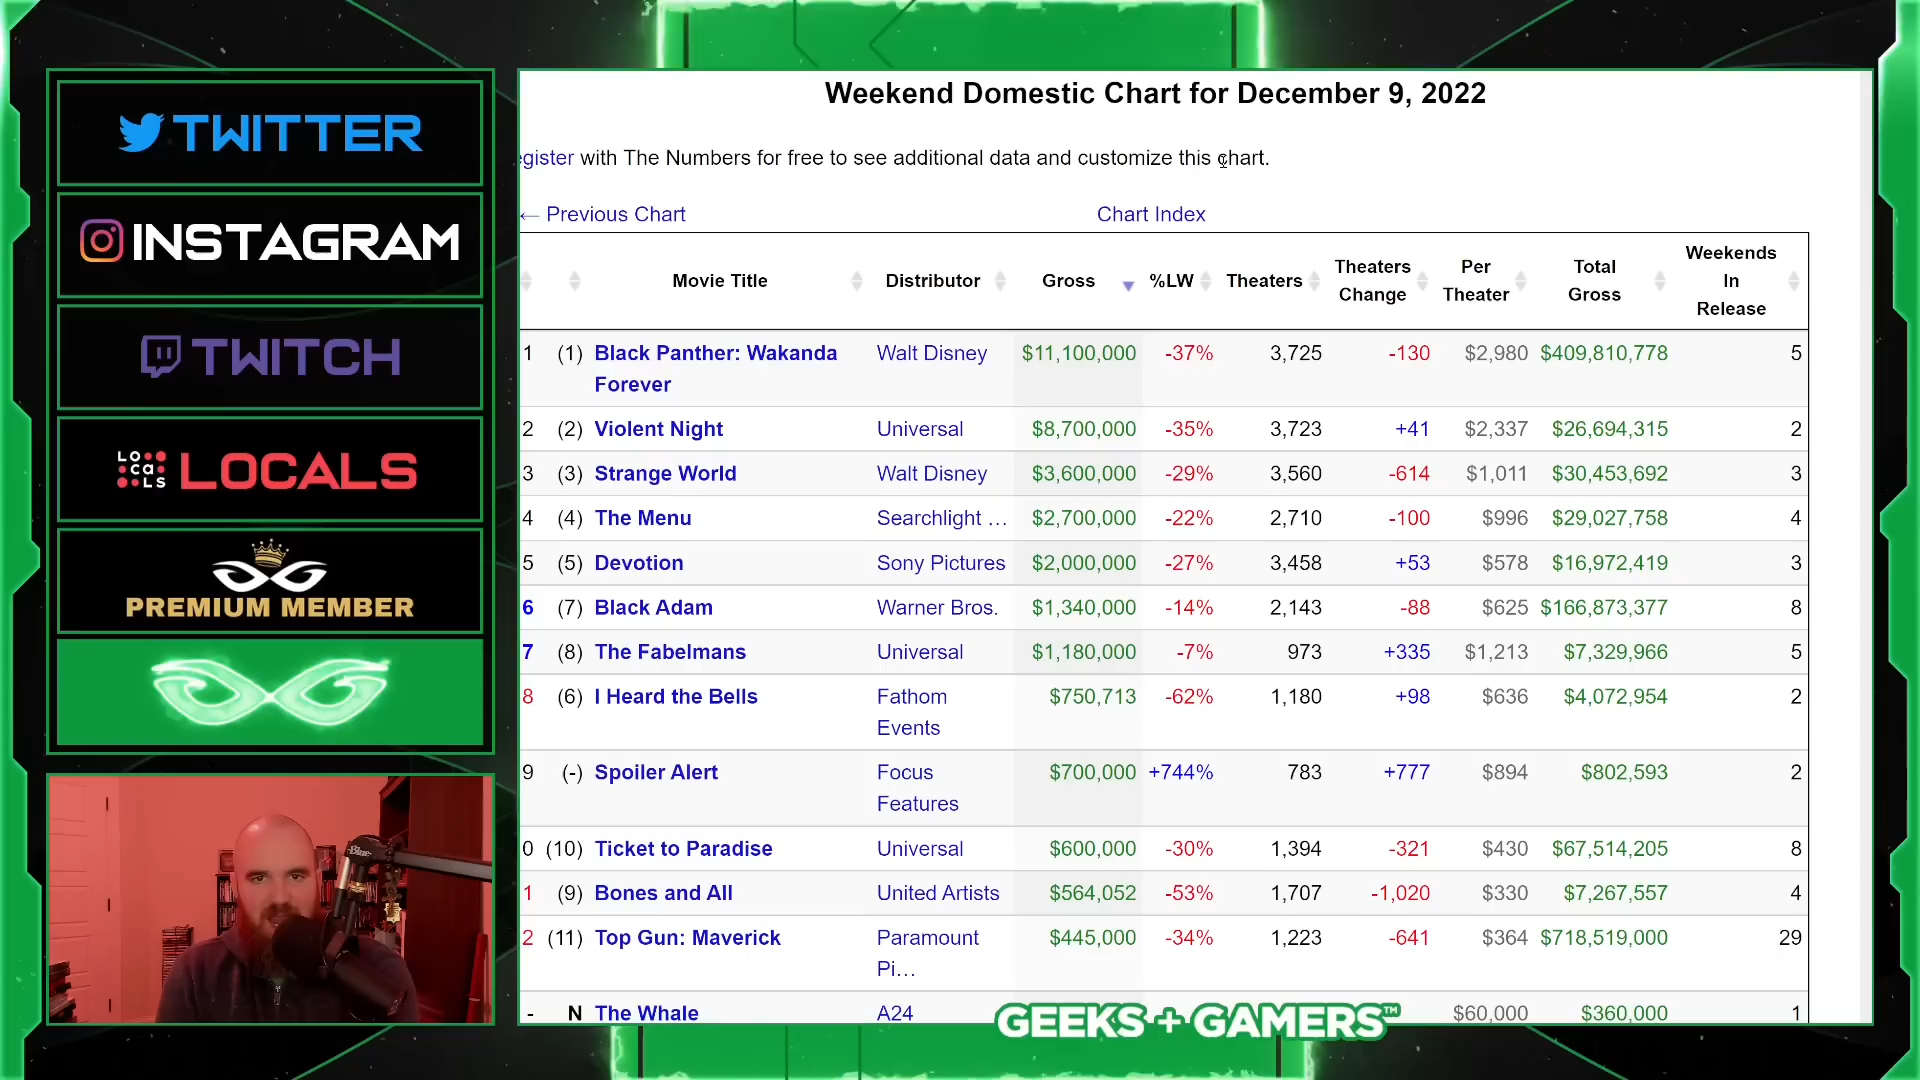 TWITTER
INSTAGRAM
TWITCH
LOCALS
LOCALS
PREMIUM MEMBER
Weekend Domestic Chart for December 9, 2022
egister with The Numbers for free to see additional data and customize this chart.
← Previous Chart Chart Index
Movie Title Distributor Gross %LW Theaters Theaters Change Per Theater Total Gross Weekends In Release
1 (1) Black Panther: Wakanda Forever Walt Disney $11,100,000 -37% 3,725 -130 $2,980 $409,810,778 5
2 (2) Violent Night Universal $8,700,000 -35% 3,723 +41 $2,337 $26,694,315 2
3 (3) Strange World Walt Disney $3,600,000 -29% 3,560 -614 $1,011 $30,453,692 3
4 (4) The Menu Searchlight … $2,700,000 -22% 2,710 -100 $996 $29,027,758 4
5 (5) Devotion Sony Pictures $2,000,000 -27% 3,458 +53 $578 $16,972,419 3
6 (7) Black Adam Warner Bros. $1,340,000 -14% 2,143 -88 $625 $166,873,377 8
7 (8) The Fabelmans Universal $1,180,000 -7% 973 +335 $1,213 $7,329,966 5
8 (6) I Heard the Bells Fathom Events $750,713 -62% 1,180 +98 $636 $4,072,954 2
9 (-) Spoiler Alert Focus Features $700,000 +744% 783 +777 $894 $802,593 2
0 (10) Ticket to Paradise Universal $600,000 -30% 1,394 -321 $430 $67,514,205 8
1 (9) Bones and All United Artists $564,052 -53% 1,707 -1,020 $330 $7,267,557 4
2 (11) Top Gun: Maverick Paramount Pi… $445,000 -34% 1,223 -641 $364 $718,519,000 29
- N The Whale A24 $60,000 $360,000 1
GEEKS + GAMERS™
Blue